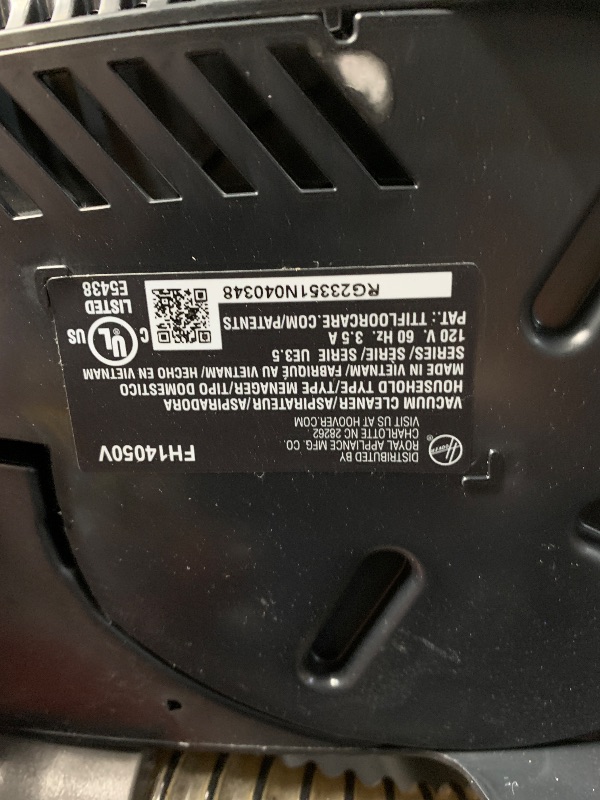 Hoover ®
DISTRIBUTED BY
ROYAL APPLIANCE MFG. CO.
CHARLOTTE NC 28262
VISIT US AT HOOVER.COM
FH14050V
VACUUM CLEANER/ASPIRATEUR/ASPIRADORA
HOUSEHOLD TYPE/TYPE MENAGER/TIPO DOMESTICO
MADE IN VIETNAM/ FABRIQUÉ AU VIETNAM/ HECHO EN VIETNAM
SERIES/ SERIE/ SERIE UE3.5
120 V. 60 HZ. 3.5 A
PAT.: TTIFLOORCARE.COM/PATENTS
RG23351N040348
C UL US
LISTED
E5438